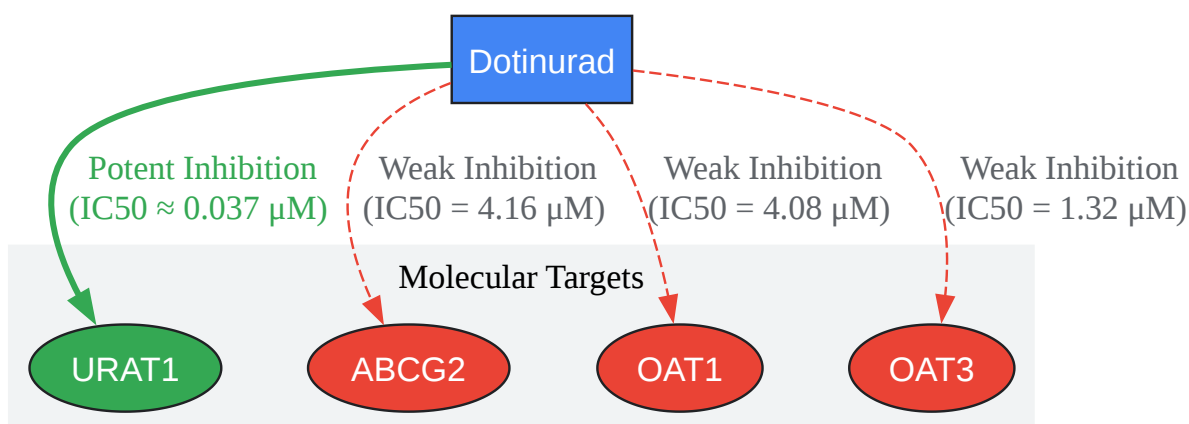 Dotinurad
Potent Inhibition
(IC50 ≈ 0.037 μM)
Weak Inhibition
(IC50 = 4.16 μM)
Weak Inhibition
(IC50 = 4.08 μM)
Weak Inhibition
(IC50 = 1.32 μM)
Molecular Targets
URAT1
ABCG2
OAT1
OAT3